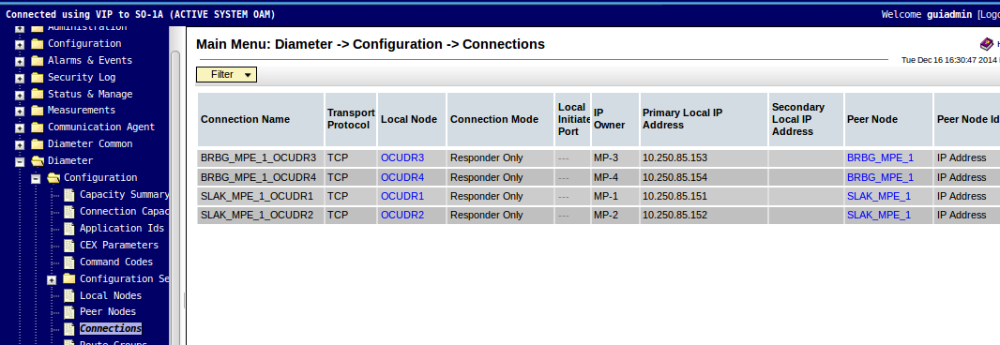 Connected using VIP to SO-1A (ACTIVE SYSTEM OAM)
Welcome guiadmin [Logo
Administration
Configuration
Alarms & Events
Security Log
Status & Manage
Measurements
Communication Agent
Diameter Common
Diameter
Configuration
Capacity Summary
Connection Capac
Application Ids
CEX Parameters
Command Codes
Configuration Se
Local Nodes
Peer Nodes
Connections
Route Groups
Main Menu: Diameter -> Configuration -> Connections
Tue Dec 16 16:30:47 2014
Filter
Connection Name Transport Protocol Local Node Connection Mode Local Initiate Port IP Owner Primary Local IP Address Secondary Local IP Address Peer Node Peer Node Id
BRBG_MPE_1_OCUDR3 TCP OCUDR3 Responder Only --- MP-3 10.250.85.153 BRBG_MPE_1 IP Address
BRBG_MPE_1_OCUDR4 TCP OCUDR4 Responder Only --- MP-4 10.250.85.154 BRBG_MPE_1 IP Address
SLAK_MPE_1_OCUDR1 TCP OCUDR1 Responder Only --- MP-1 10.250.85.151 SLAK_MPE_1 IP Address
SLAK_MPE_1_OCUDR2 TCP OCUDR2 Responder Only --- MP-2 10.250.85.152 SLAK_MPE_1 IP Address